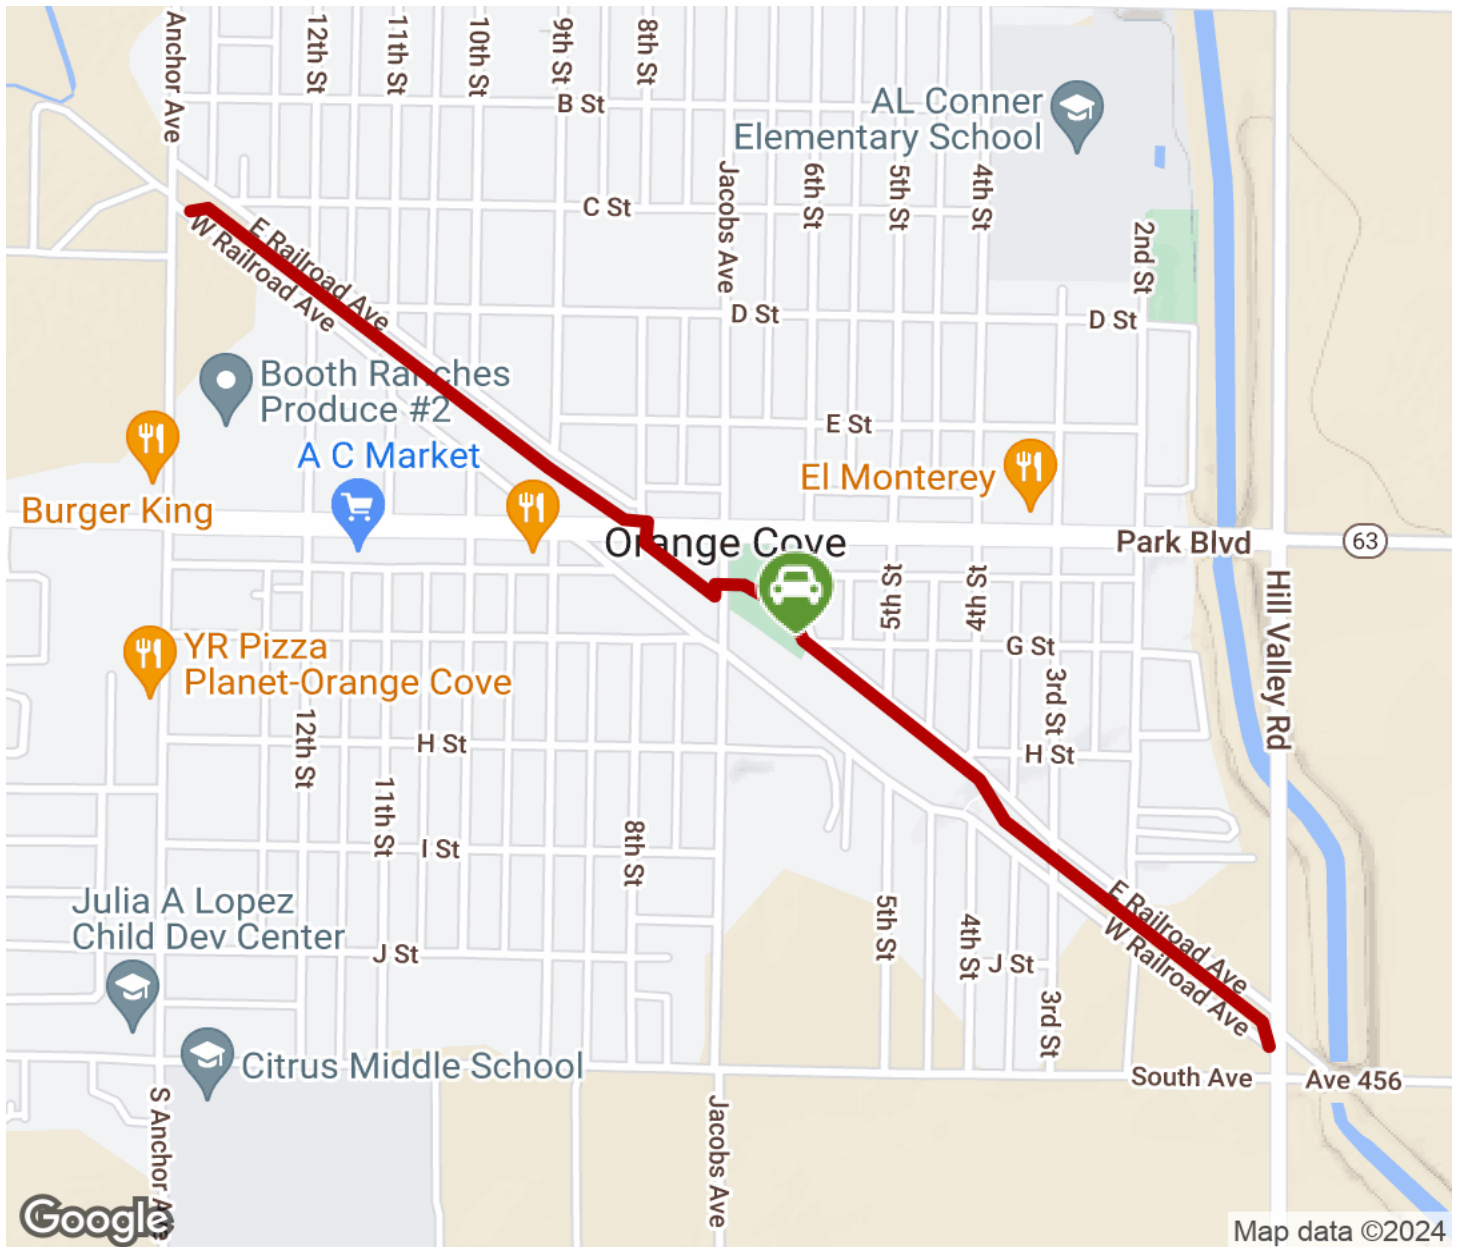 Anchor Ave
12th St
11th St
10th St
9th St
8th St
B St
AL Conner
Elementary School
Jacobs Ave
6th St
5th St
4th St
C St
2nd St
E Railroad Ave
W Railroad Ave
D St
D St
Booth Ranches
Produce #2
E St
A C Market
El Monterey
Burger King
Orange Cove
Park Blvd
63
5th St
4th St
Hill Valley Rd
YR Pizza
Planet-Orange Cove
G St
3rd St
12th St
H St
H St
11th St
I St
8th St
Julia A Lopez
Child Dev Center
E Railroad Ave
W Railroad Ave
5th St
4th St
J St
J St
3rd St
Citrus Middle School
South Ave
Ave 456
S Anchor Ave
Jacobs Ave
Google
Map data ©2024